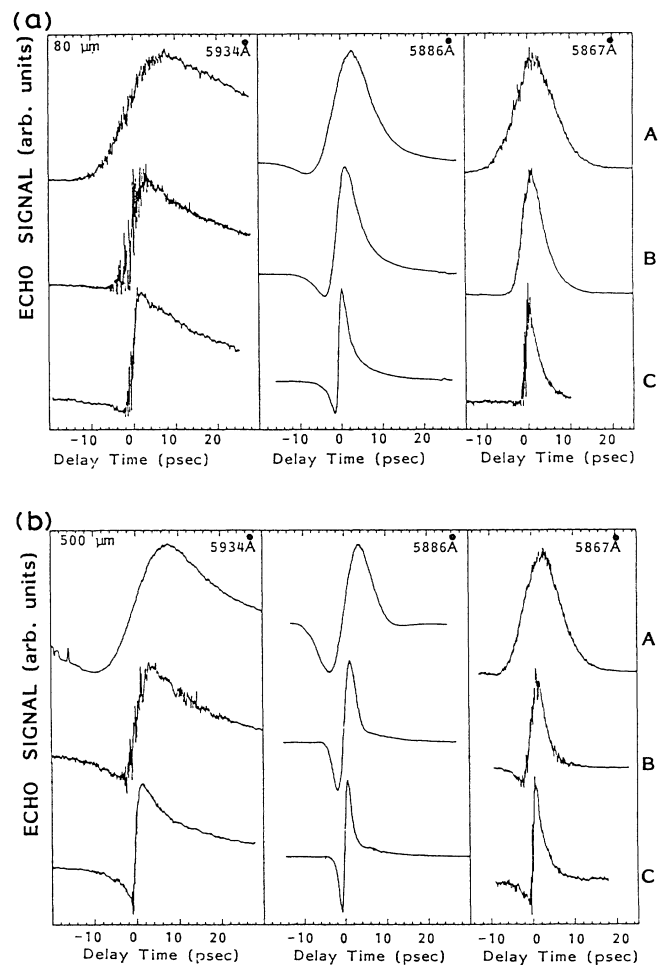 (a)
80 μm 5934Å 5886Å 5867Å
ECHO SIGNAL (arb. units)
A
B
C
-10 0 10 20 -10 0 10 20 -10 0 10 20
Delay Time (psec) Delay Time (psec) Delay Time (psec)
(b)
500 μm 5934Å 5886Å 5867Å
ECHO SIGNAL (arb. units)
A
B
C
-10 0 10 20 -10 0 10 20 -10 0 10 20
Delay Time (psec) Delay Time (psec) Delay Time (psec)